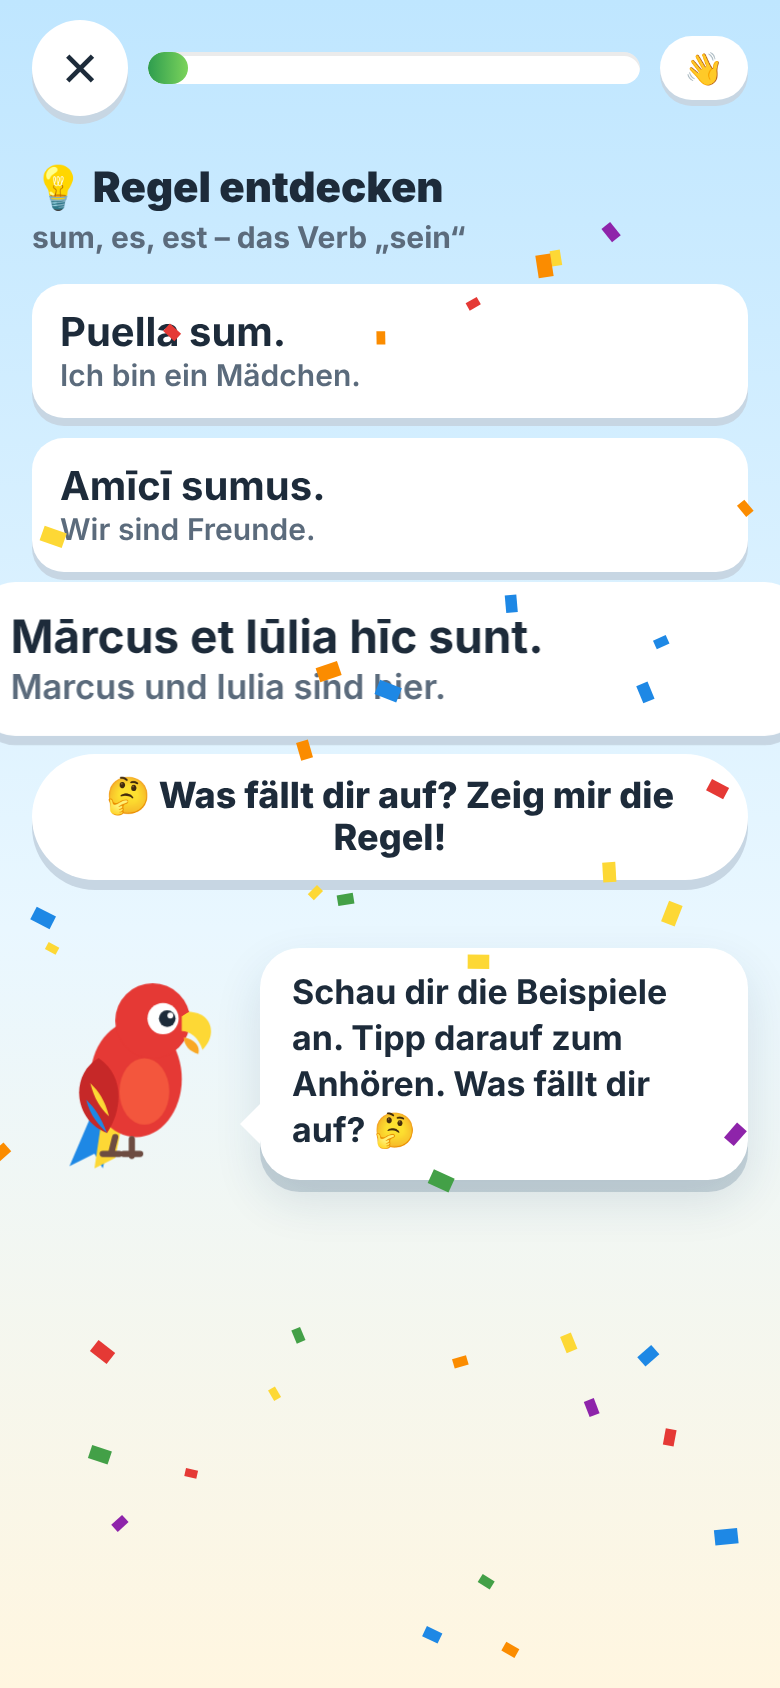 Regel entdecken
sum, es, est – das Verb „sein“
Puella sum.
Ich bin ein Mädchen.
Amīcī sumus.
Wir sind Freunde.
Mārcus et Iūlia hīc sunt.
Marcus und Iulia sind hier.
🤔 Was fällt dir auf? Zeig mir die
Regel!
Schau dir die Beispiele
an. Tipp darauf zum
Anhören. Was fällt dir
auf? 🤔